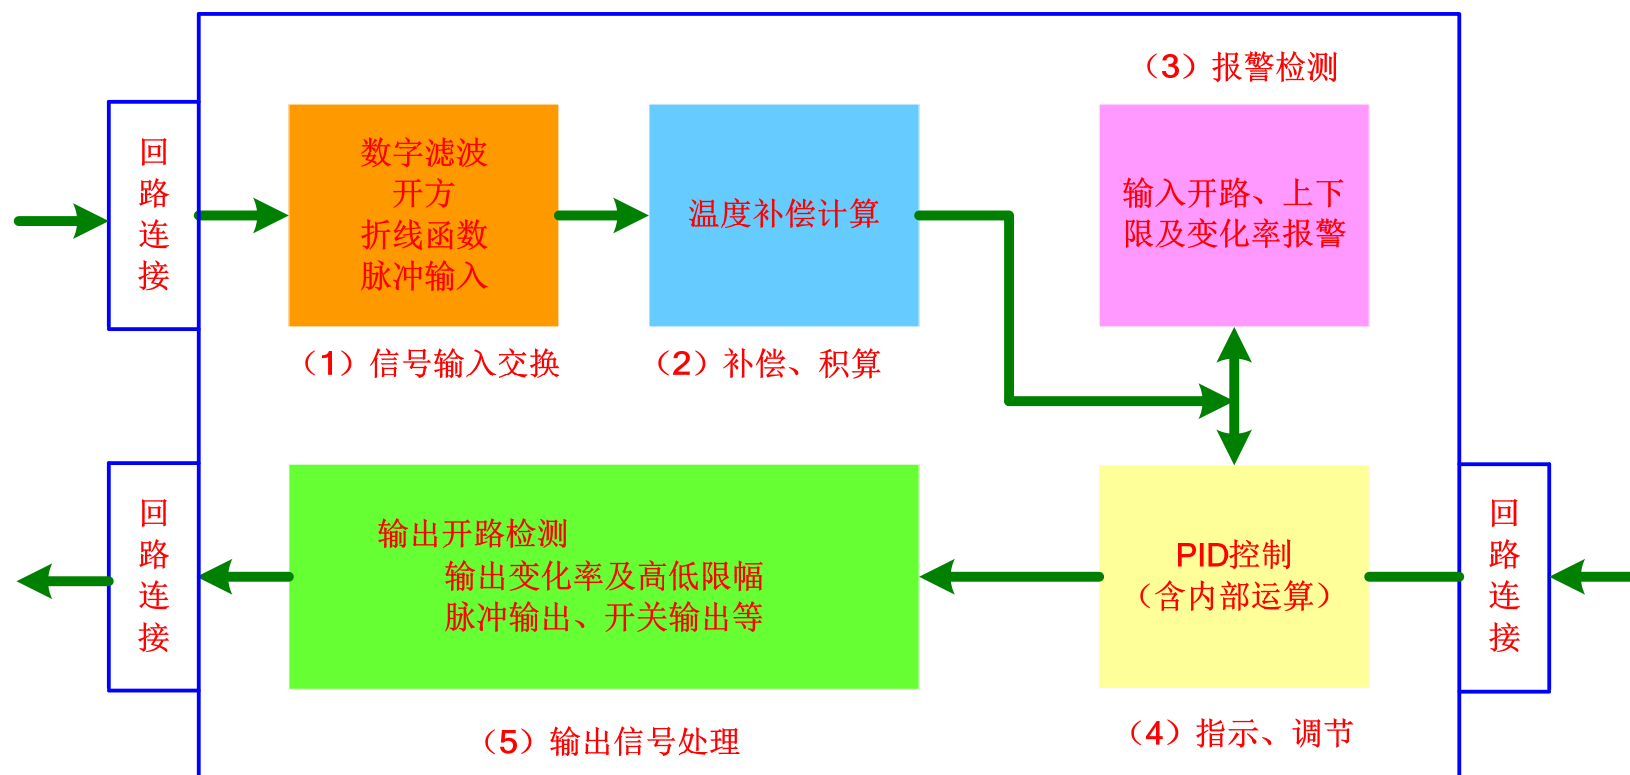 （3）报警检测
回
路
连
接
数字滤波
开方
折线函数
脉冲输入
温度补偿计算
输入开路、上下
限及变化率报警
（1）信号输入交换
（2）补偿、积算
回
路
连
接
输出开路检测
输出变化率及高低限幅
脉冲输出、开关输出等
PID控制
（含内部运算）
回
路
连
接
（5）输出信号处理
（4）指示、调节